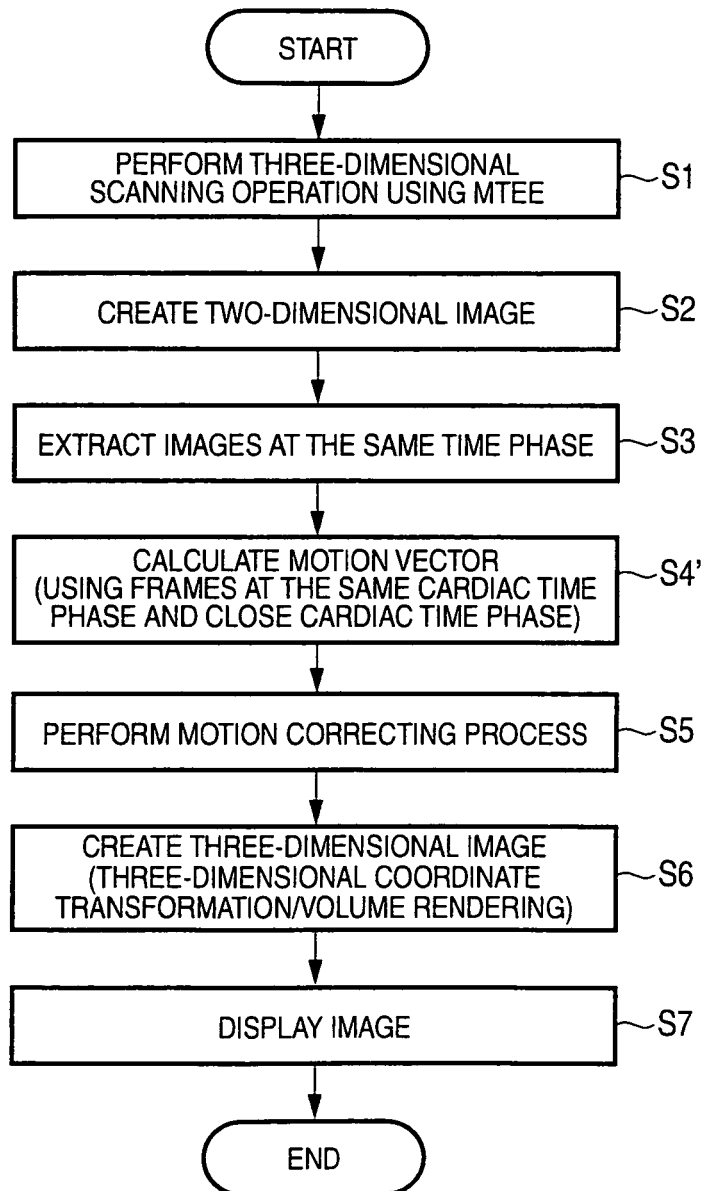 START
PERFORM THREE-DIMENSIONAL
SCANNING OPERATION USING MTEE
S1
CREATE TWO-DIMENSIONAL IMAGE
S2
EXTRACT IMAGES AT THE SAME TIME PHASE
S3
CALCULATE MOTION VECTOR
(USING FRAMES AT THE SAME CARDIAC TIME
PHASE AND CLOSE CARDIAC TIME PHASE)
S4'
PERFORM MOTION CORRECTING PROCESS
S5
CREATE THREE-DIMENSIONAL IMAGE
(THREE-DIMENSIONAL COORDINATE
TRANSFORMATION/VOLUME RENDERING)
S6
DISPLAY IMAGE
S7
END